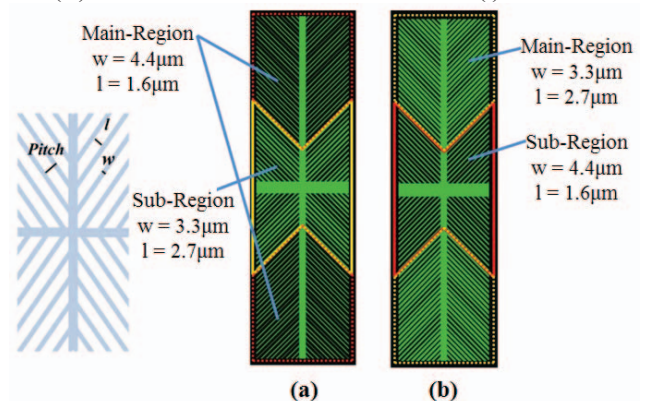 Main-Region
w = 4.4μm
l = 1.6μm
Main-Region
w = 3.3μm
l = 2.7μm
l
Pitch
w
Sub-Region
w = 4.4μm
l = 1.6μm
Sub-Region
w = 3.3μm
l = 2.7μm
(a)
(b)